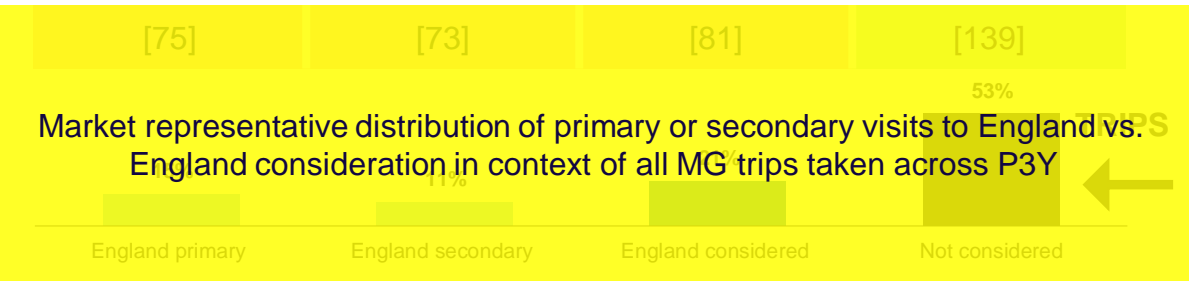 [75] [73] [81] [139]
53%
TRIPS
Market representative distribution of primary or secondary visits to England vs.
England consideration in context of all MG trips taken across P3Y
11%
England primary England secondary England considered Not considered